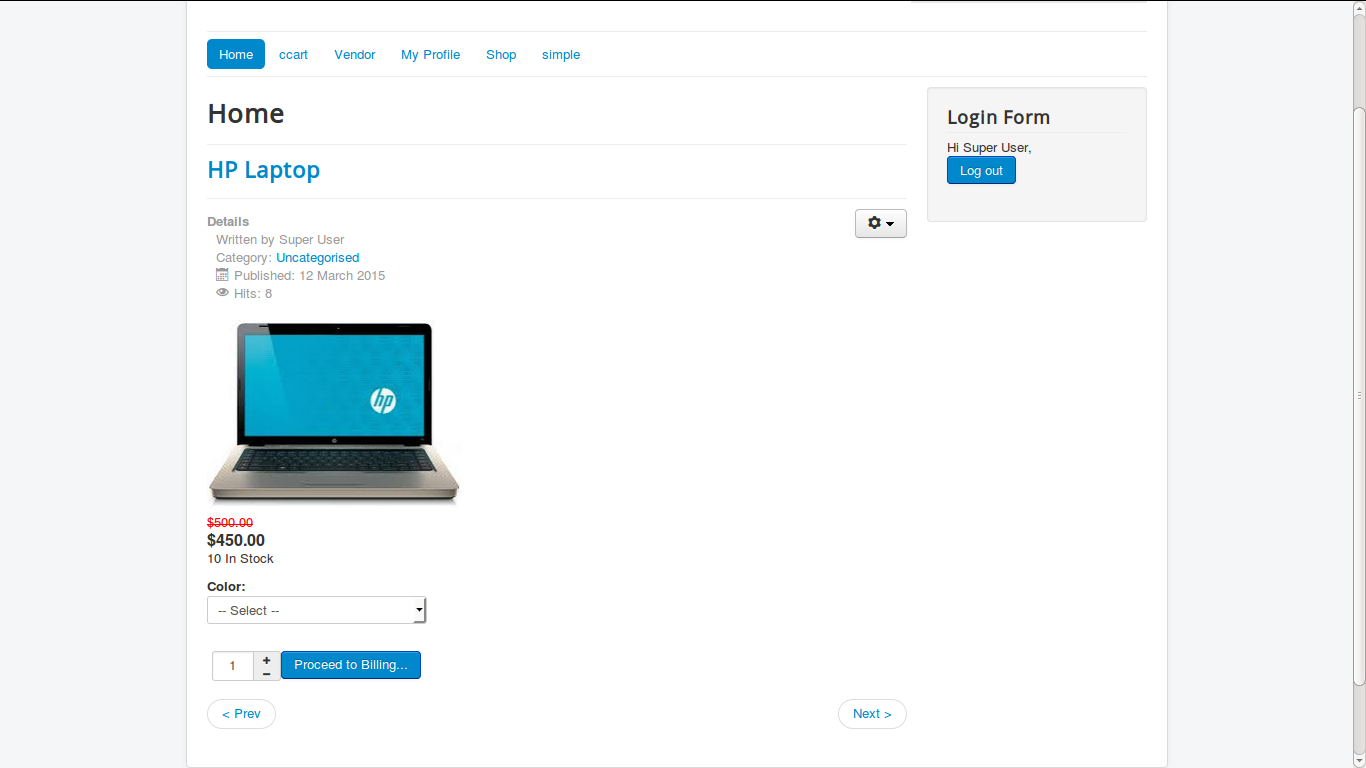 Home ccart Vendor My Profile Shop simple
Home
HP Laptop
Details
Written by Super User
Category: Uncategorised
Published: 12 March 2015
Hits: 8
hp
$500.00
$450.00
10 In Stock
Color:
-- Select --
1 + − Proceed to Billing...
< Prev Next >
Login Form
Hi Super User,
Log out